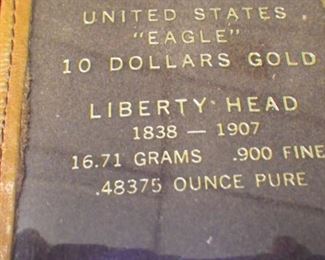 UNITED STATES
"EAGLE"
10 DOLLARS GOLD
LIBERTY HEAD
1838 — 1907
16.71 GRAMS .900 FINE
.48375 OUNCE PURE